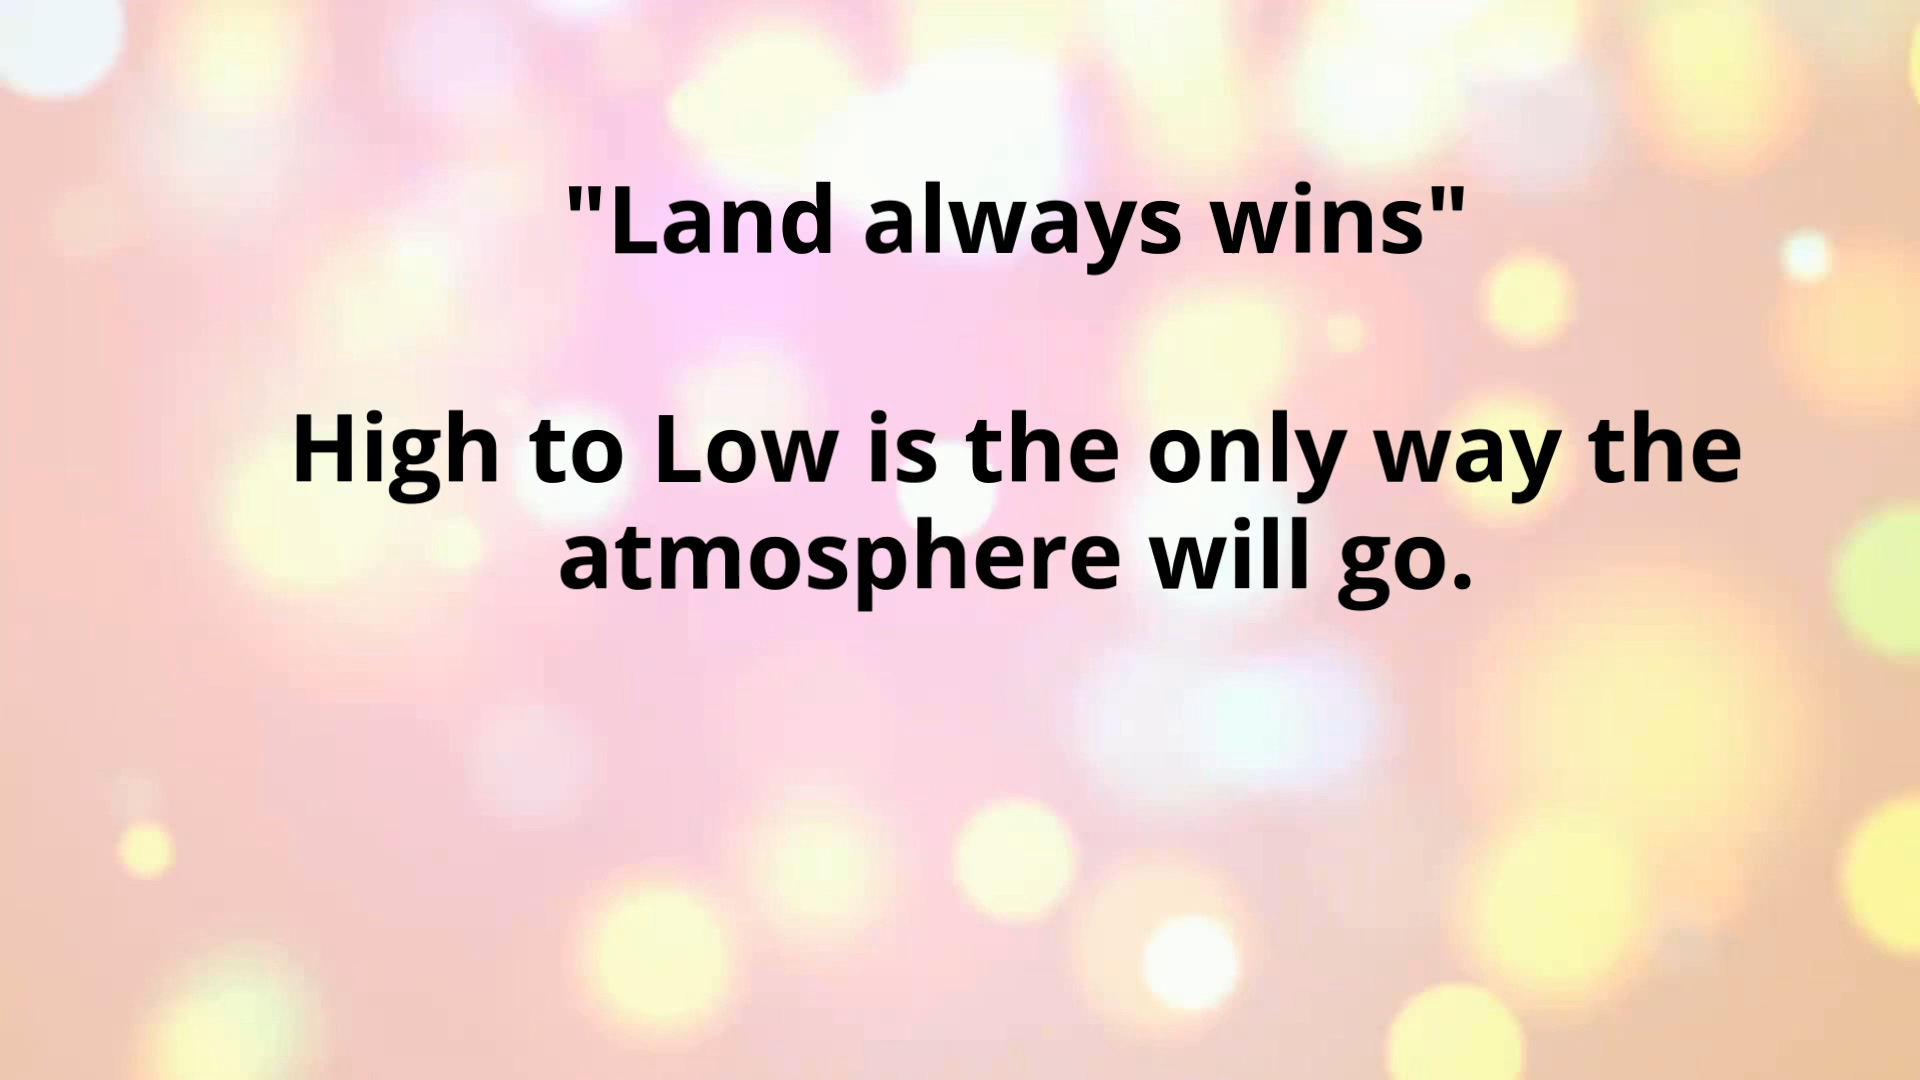 "Land always wins"
High to Low is the only way the
atmosphere will go.